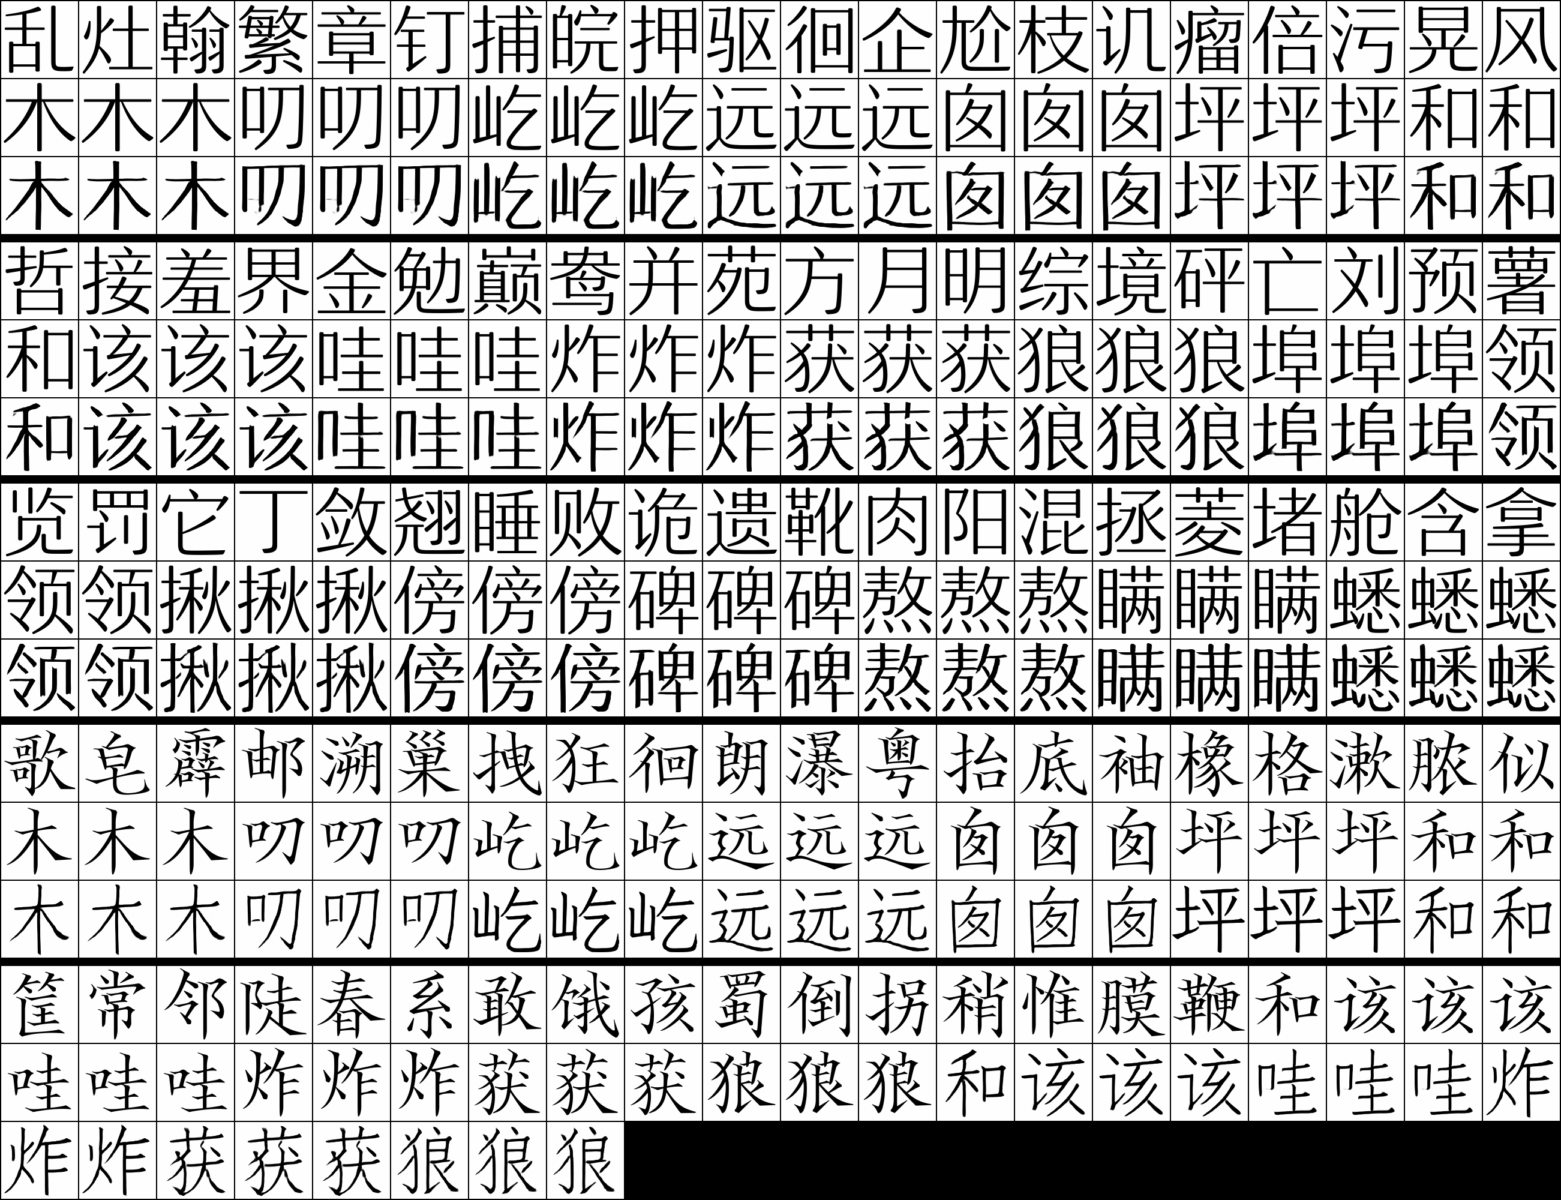 乱灶翰繁章钉捕皖押驱徊企尬枝讥瘤倍污晃风
木木木叨叨叨屹屹屹远远远囱囱囱坪坪坪和和
木木木叨叨叨屹屹屹远远远囱囱囱坪坪坪和和
哲接羞界金勉巅鸯并苑方月明综境砰亡刘预薯
和该该该哇哇哇炸炸炸获获获狼狼狼埠埠埠领
和该该该哇哇哇炸炸炸获获获狼狼狼埠埠埠领
览罚它丁敛翘睡败诡遗靴肉阳混拯菱堵舱含拿
领领揪揪揪傍傍傍碑碑碑熬熬熬瞒瞒瞒蟋蟋蟋
领领揪揪揪傍傍傍碑碑碑熬熬熬瞒瞒瞒蟋蟋蟋
歌皂霹邮溯巢拽狂徊朗瀑粤抬底袖橡格漱脓似
木木木叨叨叨屹屹屹远远远囱囱囱坪坪坪和和
木木木叨叨叨屹屹屹远远远囱囱囱坪坪坪和和
筐常邻陡春系敢饿孩蜀倒拐稍惟膜鞭和该该该
哇哇哇炸炸炸获获获狼狼狼和该该该哇哇哇炸
炸炸获获获狼狼狼